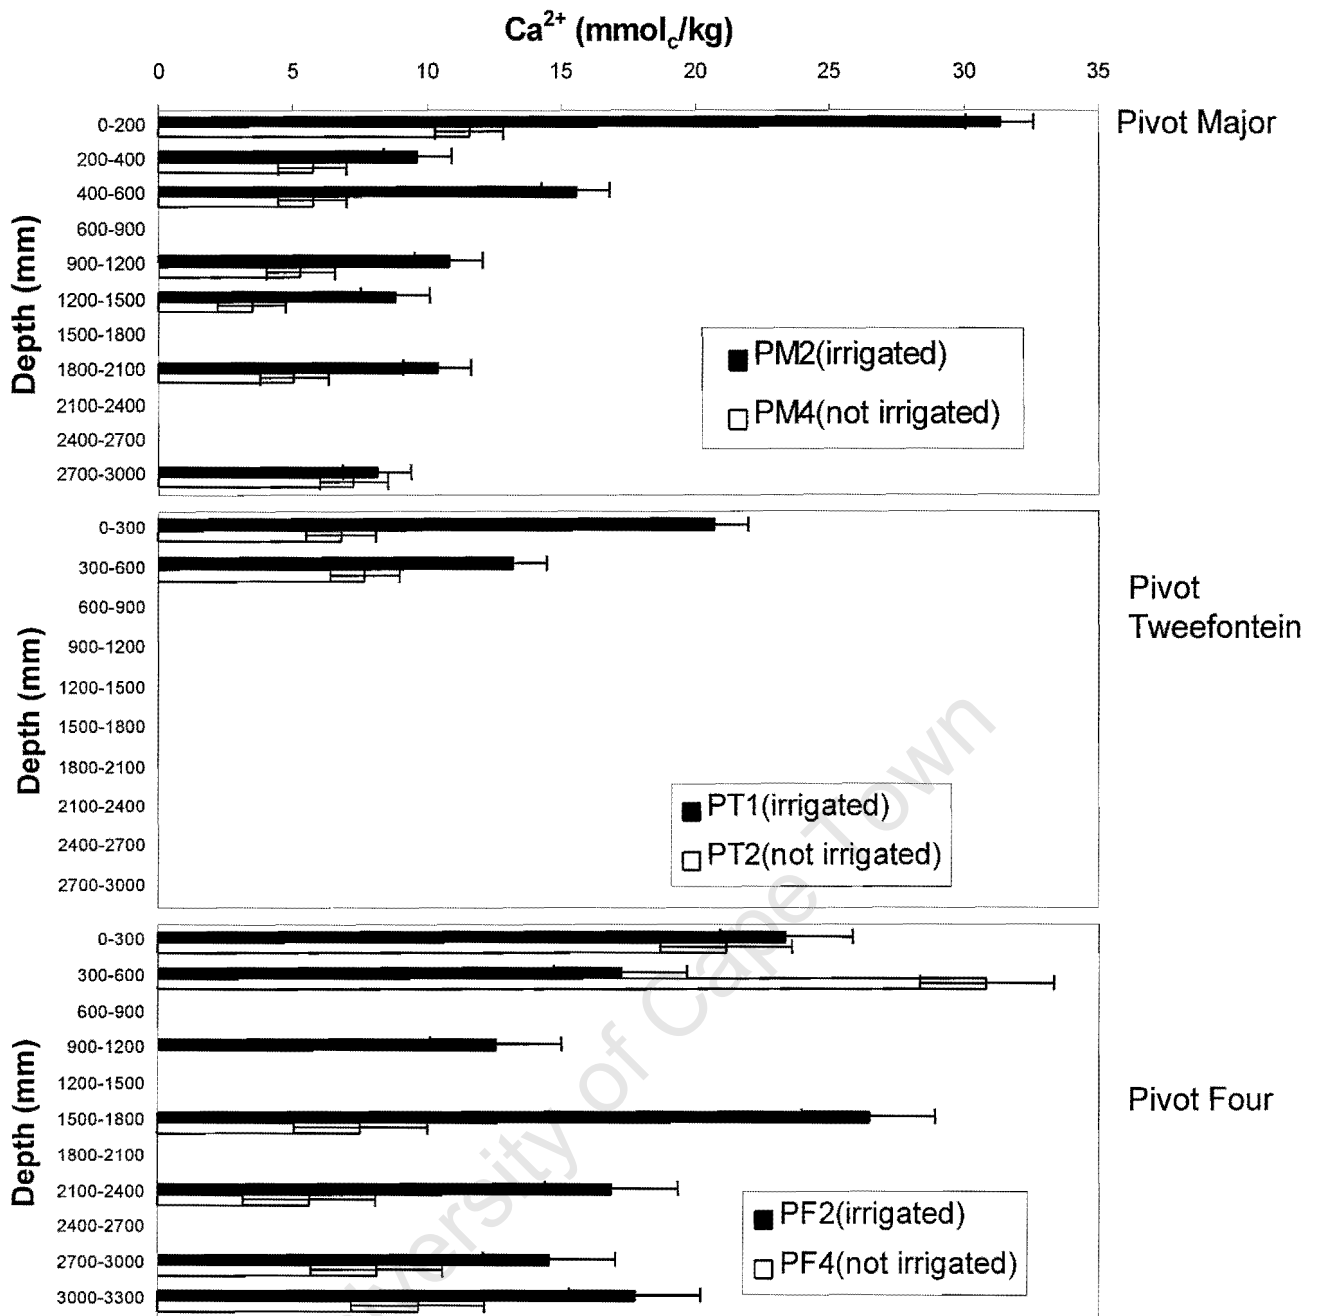 Ca²⁺ (mmol_c/kg)
0 5 10 15 20 25 30 35
Pivot Major
Depth (mm)
0-200
200-400
400-600
600-900
900-1200
1200-1500
1500-1800
1800-2100
2100-2400
2400-2700
2700-3000
PM2(irrigated)
PM4(not irrigated)
Pivot
Tweefontein
Depth (mm)
0-300
300-600
600-900
900-1200
1200-1500
1500-1800
1800-2100
2100-2400
2400-2700
2700-3000
PT1(irrigated)
PT2(not irrigated)
Pivot Four
Depth (mm)
0-300
300-600
600-900
900-1200
1200-1500
1500-1800
1800-2100
2100-2400
2400-2700
2700-3000
3000-3300
PF2(irrigated)
PF4(not irrigated)
versity of Cape Town